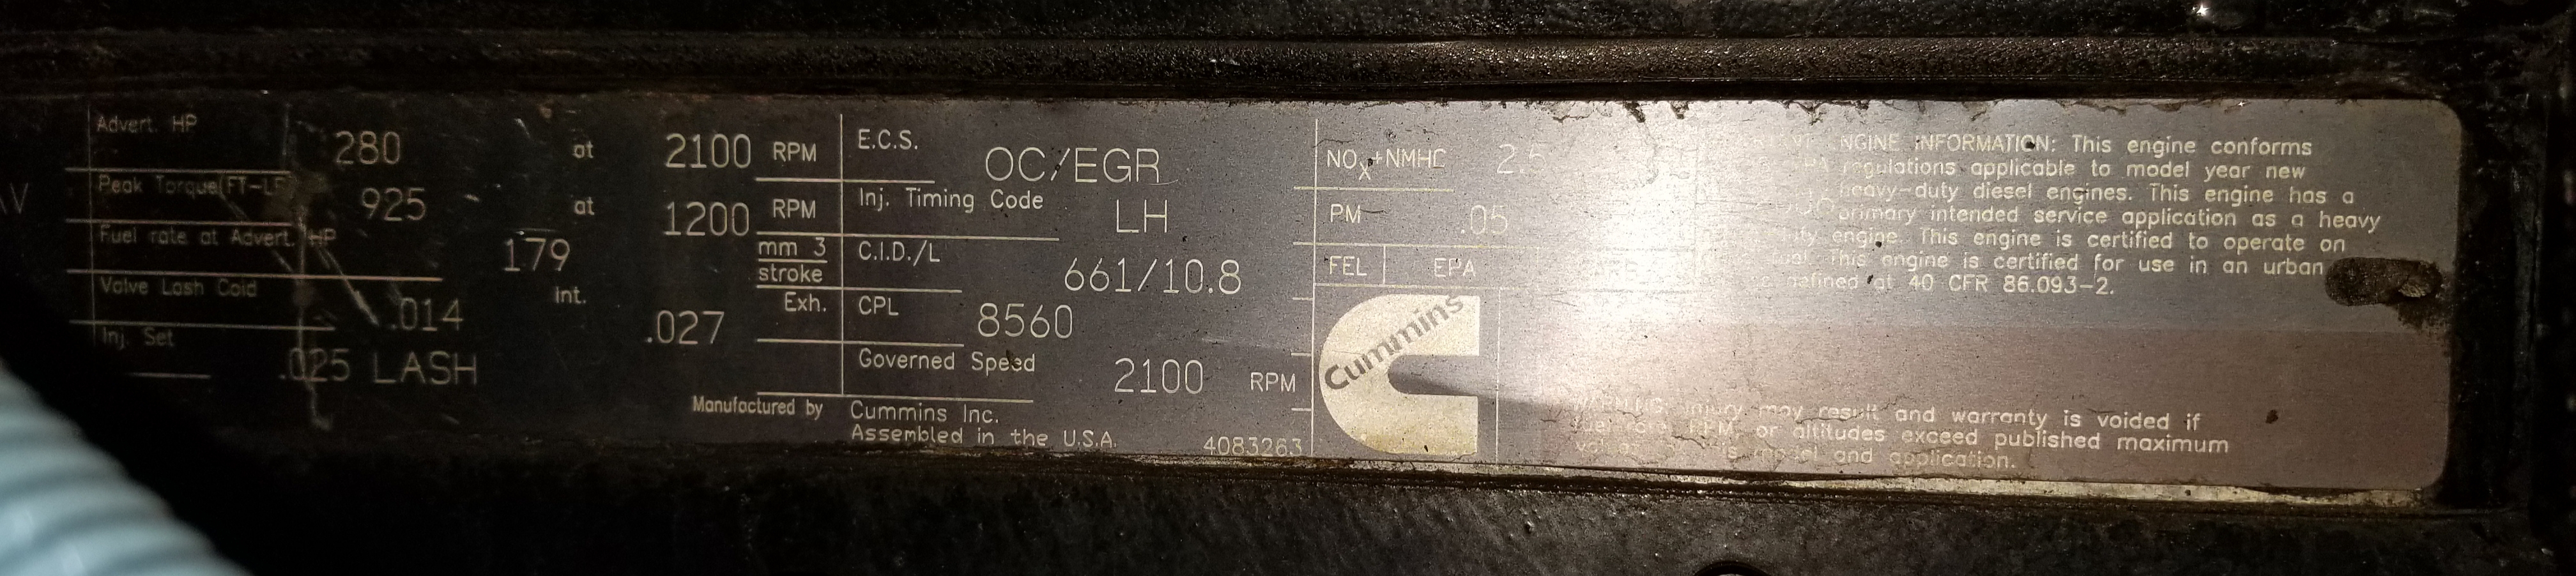 Advert. HP 280 at 2100 RPM
Peak Torque(FT-L 925 at 1200 RPM
Fuel rate at Advert. HP 179 mm 3
stroke
Valve Lash Cold .014 Int. .027 Exh.
Inj. Set .025 LASH
Manufactured by Cummins Inc.
Assembled in the U.S.A. 4083263
E.C.S. OC/EGR
Inj. Timing Code LH
C.I.D./L 661/10.8
CPL 8560
Governed Speed 2100 RPM
NOx+NMHC 2.5
PM .05
FEL EPA
Cummins
ENGINE INFORMATION: This engine conforms
regulations applicable to model year new
heavy-duty diesel engines. This engine has a
primary intended service application as a heavy
engine. This engine is certified to operate on
fuel. This engine is certified for use in an urban
defined at 40 CFR 86.093-2.
WARNING: injury may result and warranty is voided if
fuel rate, RPM, or altitudes exceed published maximum
model and application.